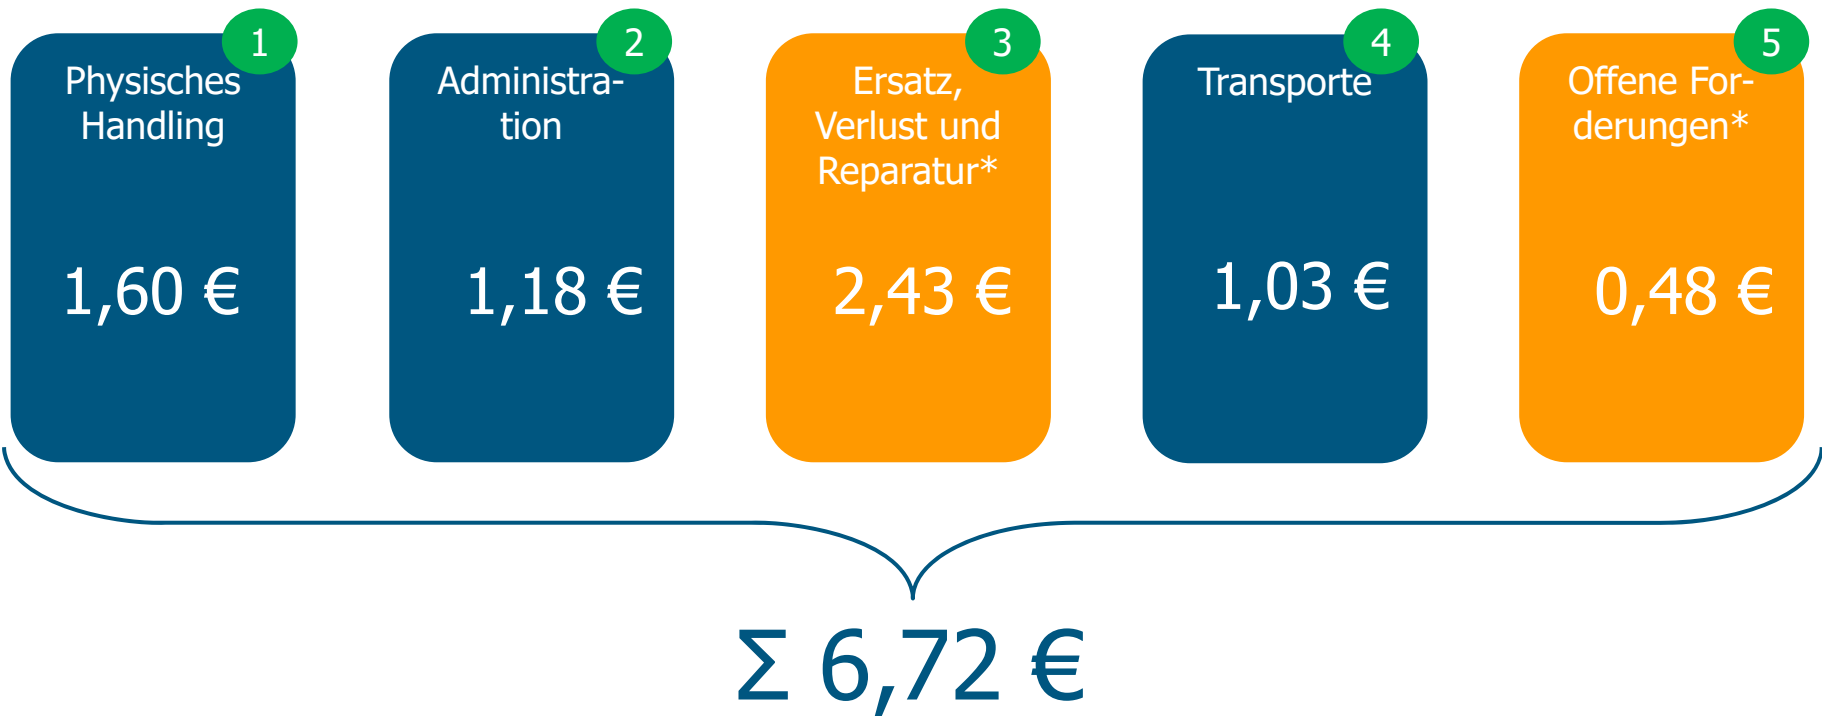 1
Physisches
Handling
1,60 €
2
Administra-
tion
1,18 €
3
Ersatz,
Verlust und
Reparatur*
2,43 €
4
Transporte
1,03 €
5
Offene For-
derungen*
0,48 €
Σ 6,72 €